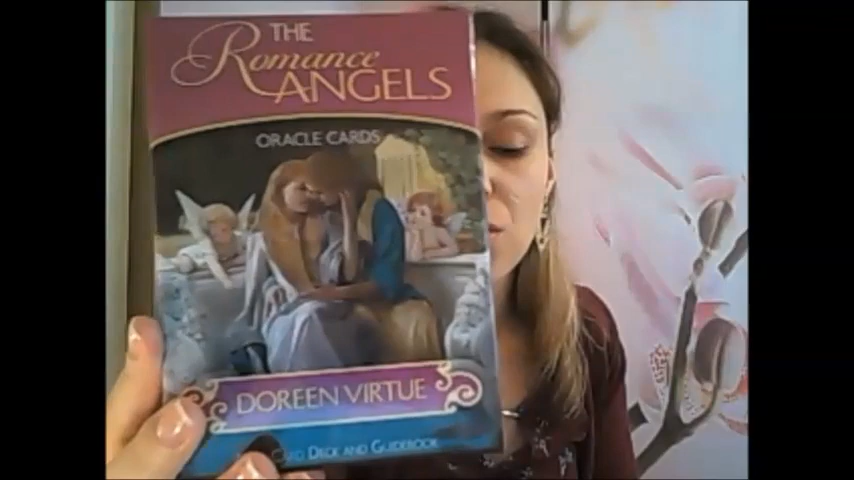 THE
Romance
ANGELS
ORACLE CARDS
DOREEN VIRTUE
CARD DECK AND GUIDEBOOK